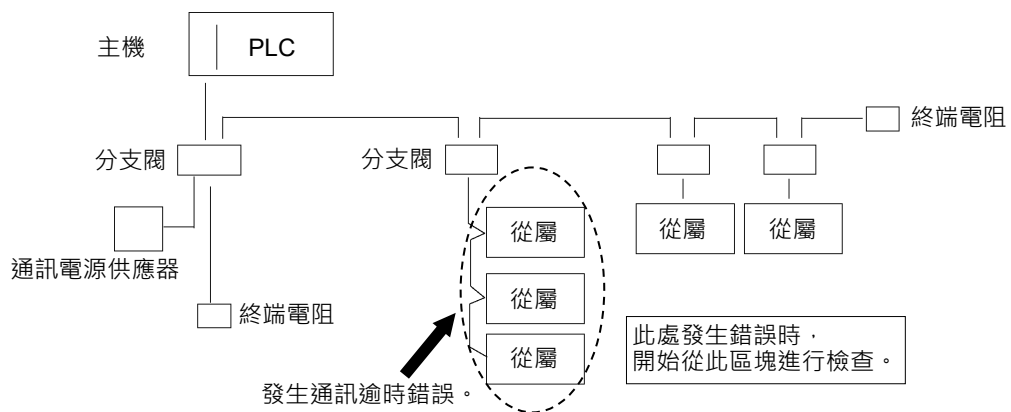 主機
PLC
終端電阻
分支閥
分支閥
從屬
從屬
從屬
通訊電源供應器
從屬
終端電阻
此處發生錯誤時，
開始從此區塊進行檢查。
從屬
發生通訊逾時錯誤。